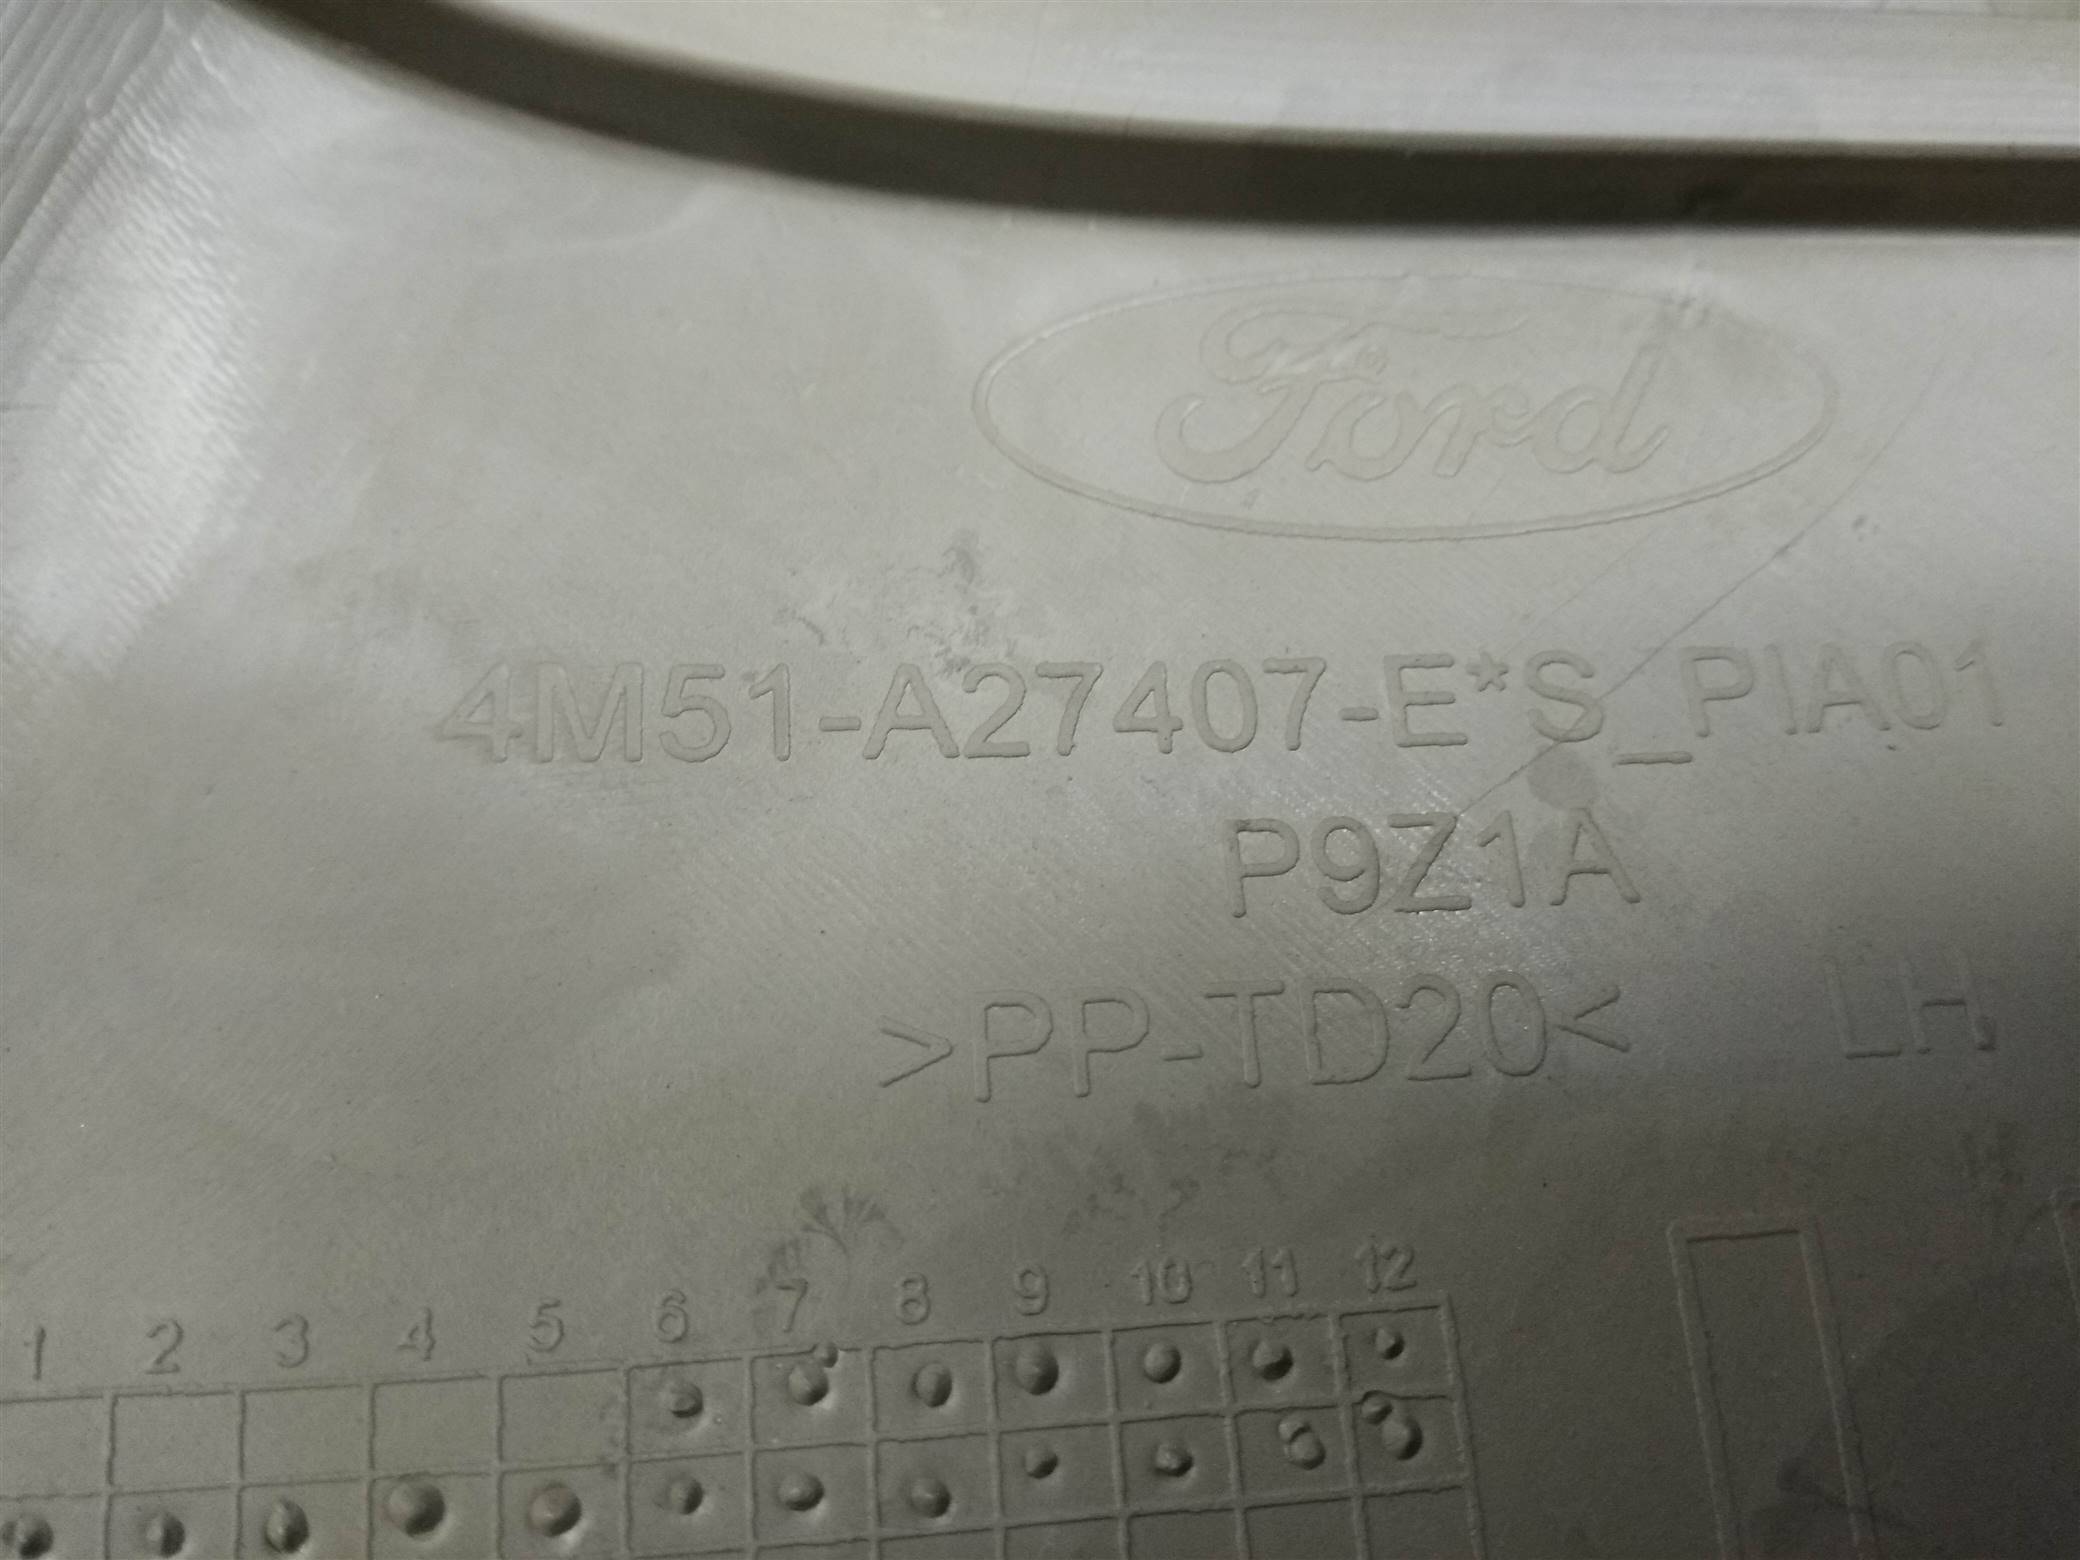 Ford
4M51-A27407-E*S_PIA01
P9Z1A
>PP-TD20<
LH
1 2 3 4 5 6 7 8 9 10 11 12